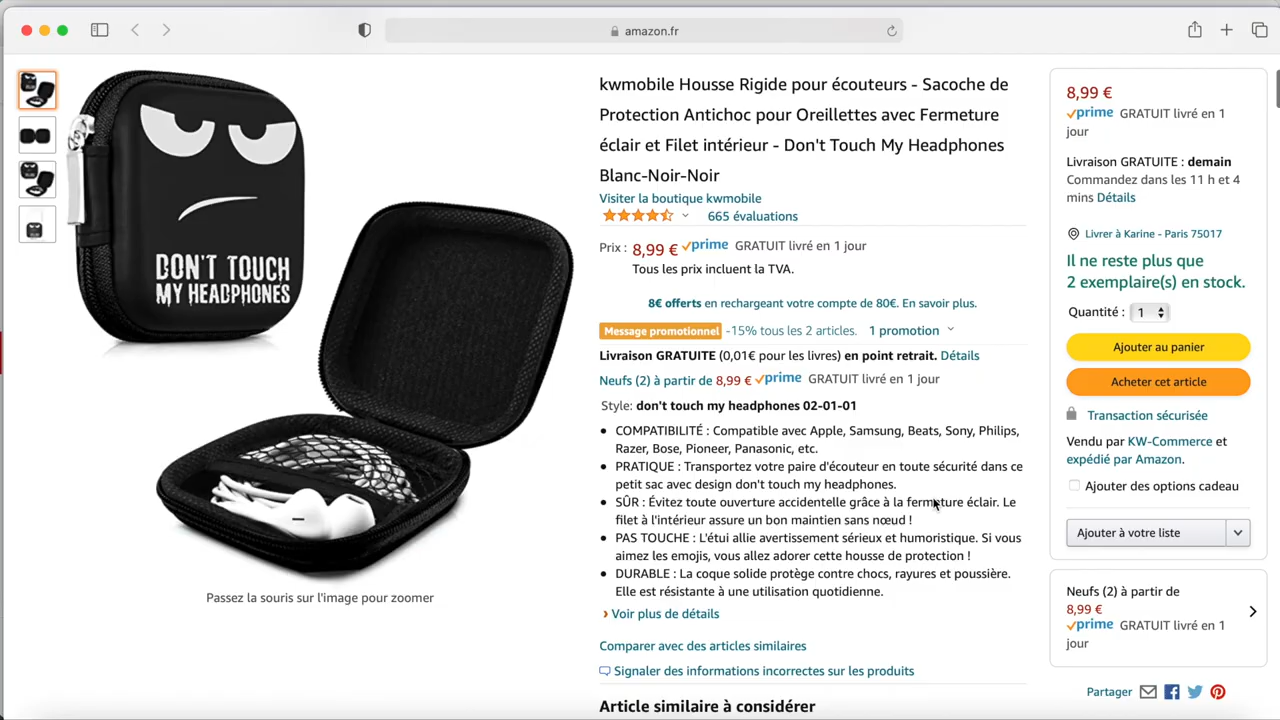 amazon.fr
DON'T TOUCH
MY HEADPHONES
Passez la souris sur l'image pour zoomer
kwmobile Housse Rigide pour écouteurs - Sacoche de
Protection Antichoc pour Oreillettes avec Fermeture
éclair et Filet intérieur - Don't Touch My Headphones
Blanc-Noir-Noir
Visiter la boutique kwmobile
665 évaluations
Prix : 8,99 € prime GRATUIT livré en 1 jour
Tous les prix incluent la TVA.
8€ offerts en rechargeant votre compte de 80€. En savoir plus.
Message promotionnel -15% tous les 2 articles. 1 promotion
Livraison GRATUITE (0,01€ pour les livres) en point retrait. Détails
Neufs (2) à partir de 8,99 € prime GRATUIT livré en 1 jour
Style: don't touch my headphones 02-01-01
• COMPATIBILITÉ : Compatible avec Apple, Samsung, Beats, Sony, Philips,
Razer, Bose, Pioneer, Panasonic, etc.
• PRATIQUE : Transportez votre paire d'écouteur en toute sécurité dans ce
petit sac avec design don't touch my headphones.
• SÛR : Évitez toute ouverture accidentelle grâce à la fermeture éclair. Le
filet à l'intérieur assure un bon maintien sans nœud !
• PAS TOUCHE : L'étui allie avertissement sérieux et humoristique. Si vous
aimez les emojis, vous allez adorer cette housse de protection !
• DURABLE : La coque solide protège contre chocs, rayures et poussière.
Elle est résistante à une utilisation quotidienne.
› Voir plus de détails
Comparer avec des articles similaires
Signaler des informations incorrectes sur les produits
Article similaire à considérer
8,99 €
prime GRATUIT livré en 1
jour
Livraison GRATUITE : demain
Commandez dans les 11 h et 4
mins Détails
Livrer à Karine - Paris 75017
Il ne reste plus que
2 exemplaire(s) en stock.
Quantité : 1
Ajouter au panier
Acheter cet article
Transaction sécurisée
Vendu par KW-Commerce et
expédié par Amazon.
Ajouter des options cadeau
Ajouter à votre liste
Neufs (2) à partir de
8,99 €
prime GRATUIT livré en 1
jour
Partager